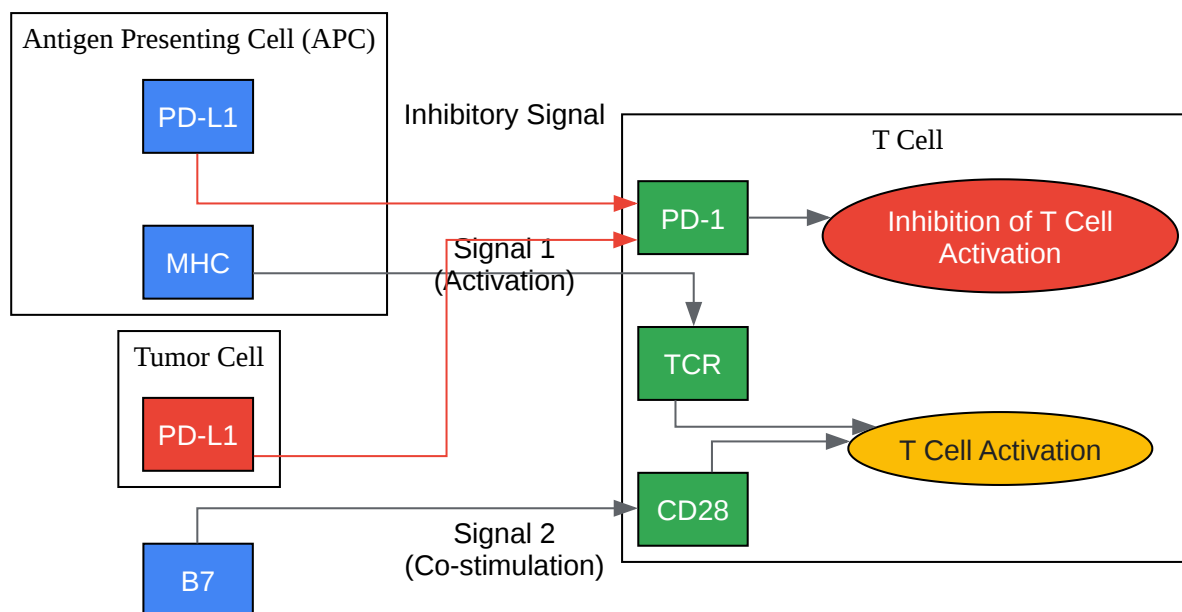 Antigen Presenting Cell (APC)
PD-L1
Inhibitory Signal
T Cell
PD-1
Inhibition of T Cell
Activation
MHC
Signal 1
(Activation)
Tumor Cell
TCR
PD-L1
T Cell Activation
CD28
Signal 2
(Co-stimulation)
B7